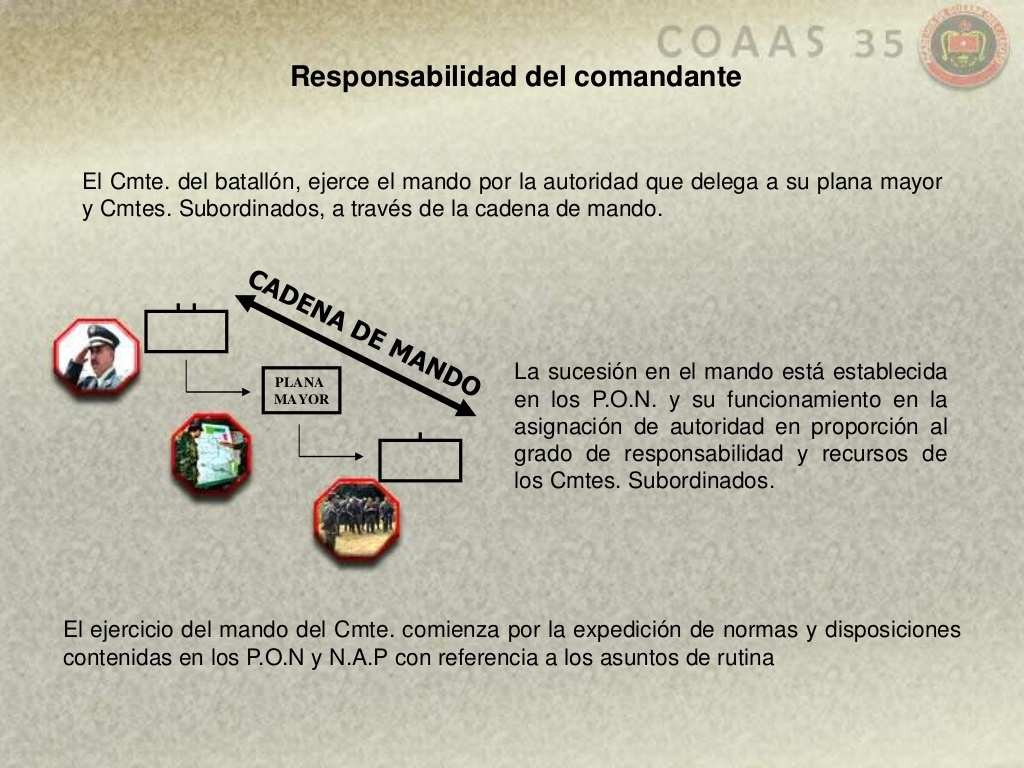 COAAS 35
Responsabilidad del comandante
El Cmte. del batallón, ejerce el mando por la autoridad que delega a su plana mayor
y Cmtes. Subordinados, a través de la cadena de mando.
CADENA DE MANDO
PLANA
MAYOR
La sucesión en el mando está establecida
en los P.O.N. y su funcionamiento en la
asignación de autoridad en proporción al
grado de responsabilidad y recursos de
los Cmtes. Subordinados.
El ejercicio del mando del Cmte. comienza por la expedición de normas y disposiciones
contenidas en los P.O.N y N.A.P con referencia a los asuntos de rutina